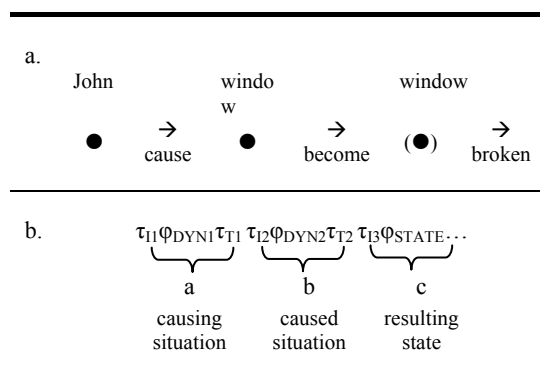 a.
John windo window
w
● → ● → (●) →
cause become broken
b. τI1φDYN1τT1 τI2φDYN2τT2 τI3φSTATE…
a b c
causing caused resulting
situation situation state